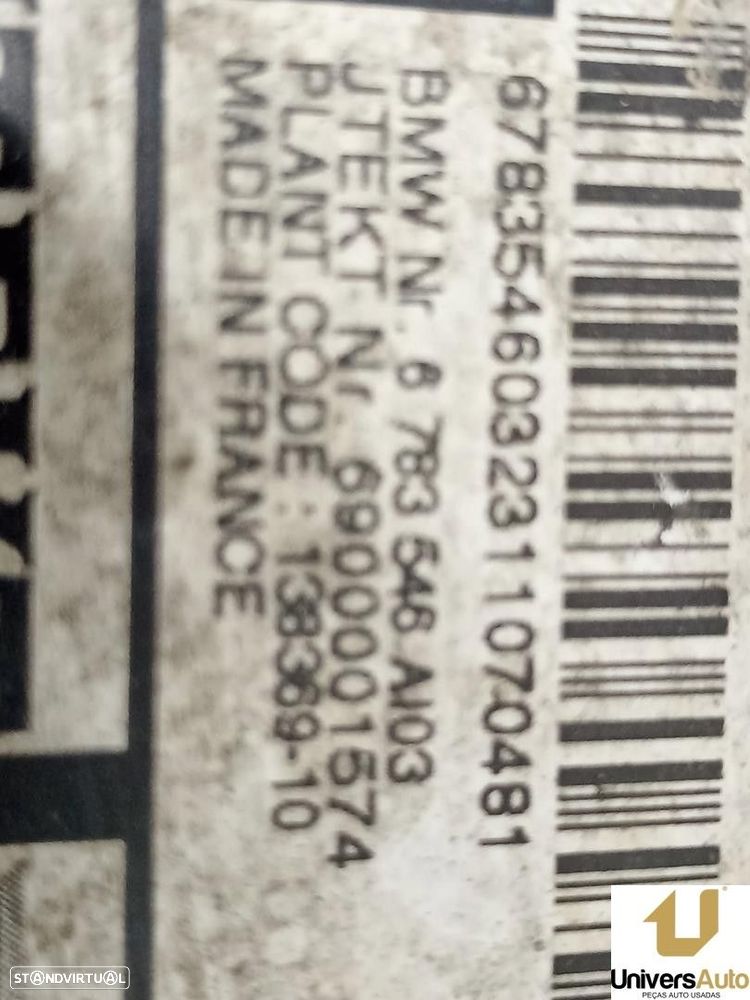 6783546032311070481
BMW Nr. 6 783 546 AI03
JTEKT Nr. 6900001574
PLANT CODE : 138369-10
MADE IN FRANCE
UniversAuto
PEÇAS AUTO USADAS
STANDVIRTUAL